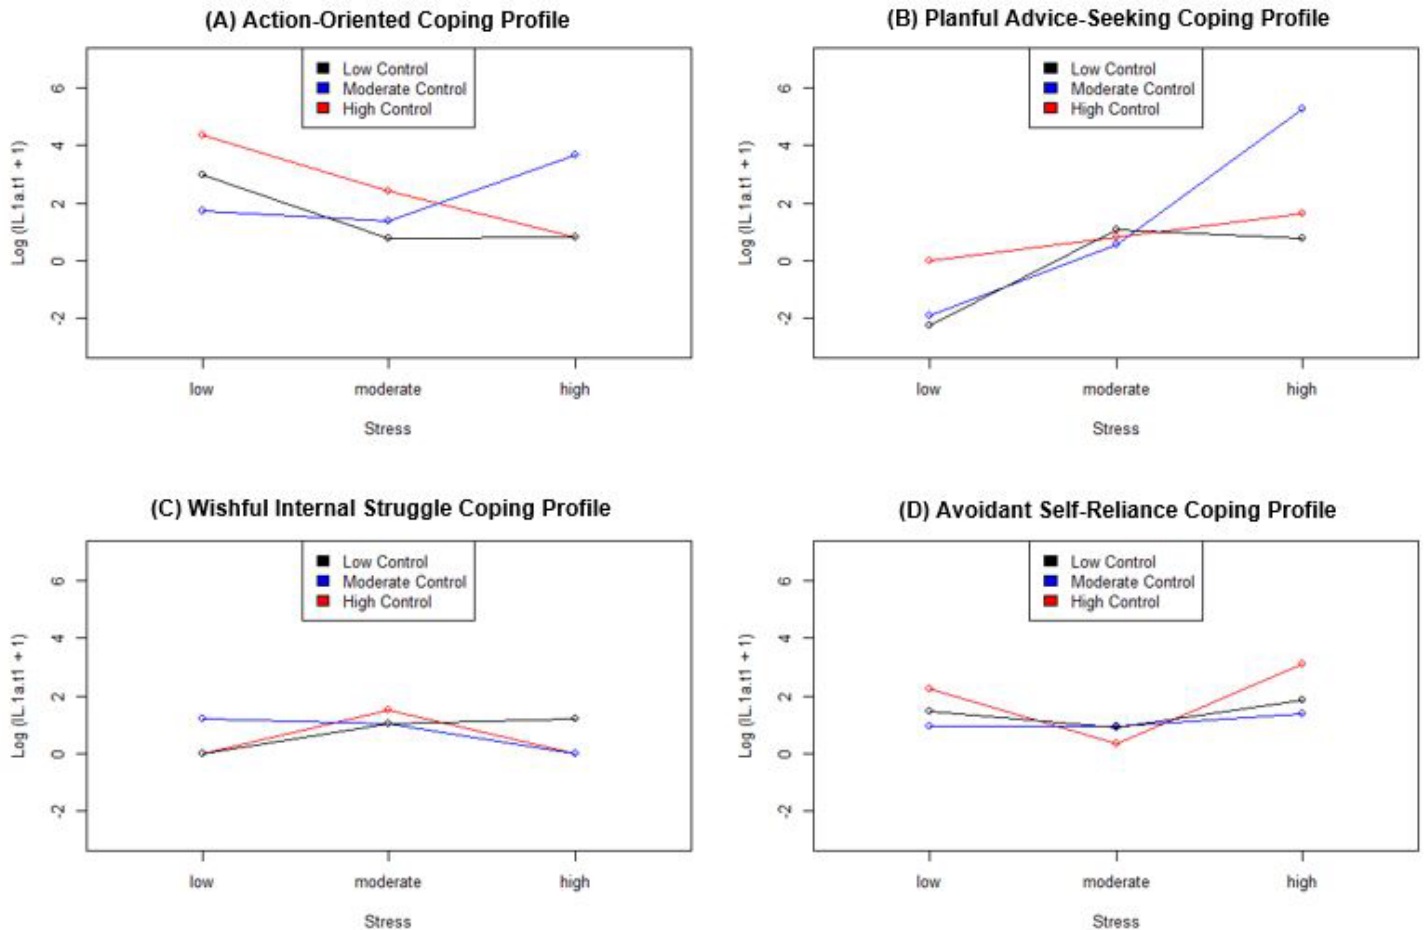 (A) Action-Oriented Coping Profile
Low Control
Moderate Control
High Control
Log (IL.1a.t1 + 1)
6
4
2
0
-2
low moderate high
Stress
(B) Planful Advice-Seeking Coping Profile
Low Control
Moderate Control
High Control
Log (IL.1a.t1 + 1)
6
4
2
0
-2
low moderate high
Stress
(C) Wishful Internal Struggle Coping Profile
Low Control
Moderate Control
High Control
Log (IL.1a.t1 + 1)
6
4
2
0
-2
low moderate high
Stress
(D) Avoidant Self-Reliance Coping Profile
Low Control
Moderate Control
High Control
Log (IL.1a.t1 + 1)
6
4
2
0
-2
low moderate high
Stress